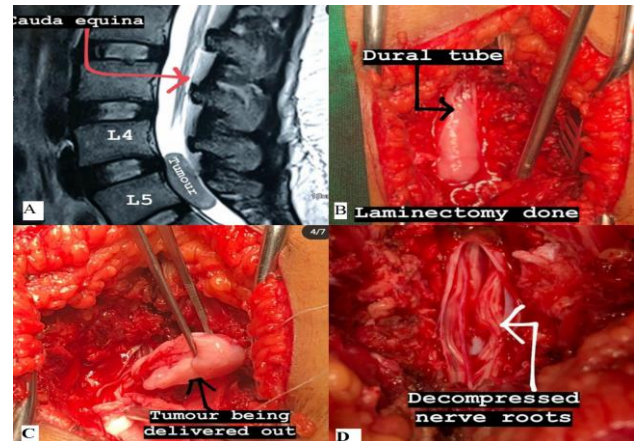 Cauda equina
L4
Tumour
L5
A
B
Dural tube
Laminectomy done
4/7
C
Tumour being
delivered out
Decompressed
nerve roots
D